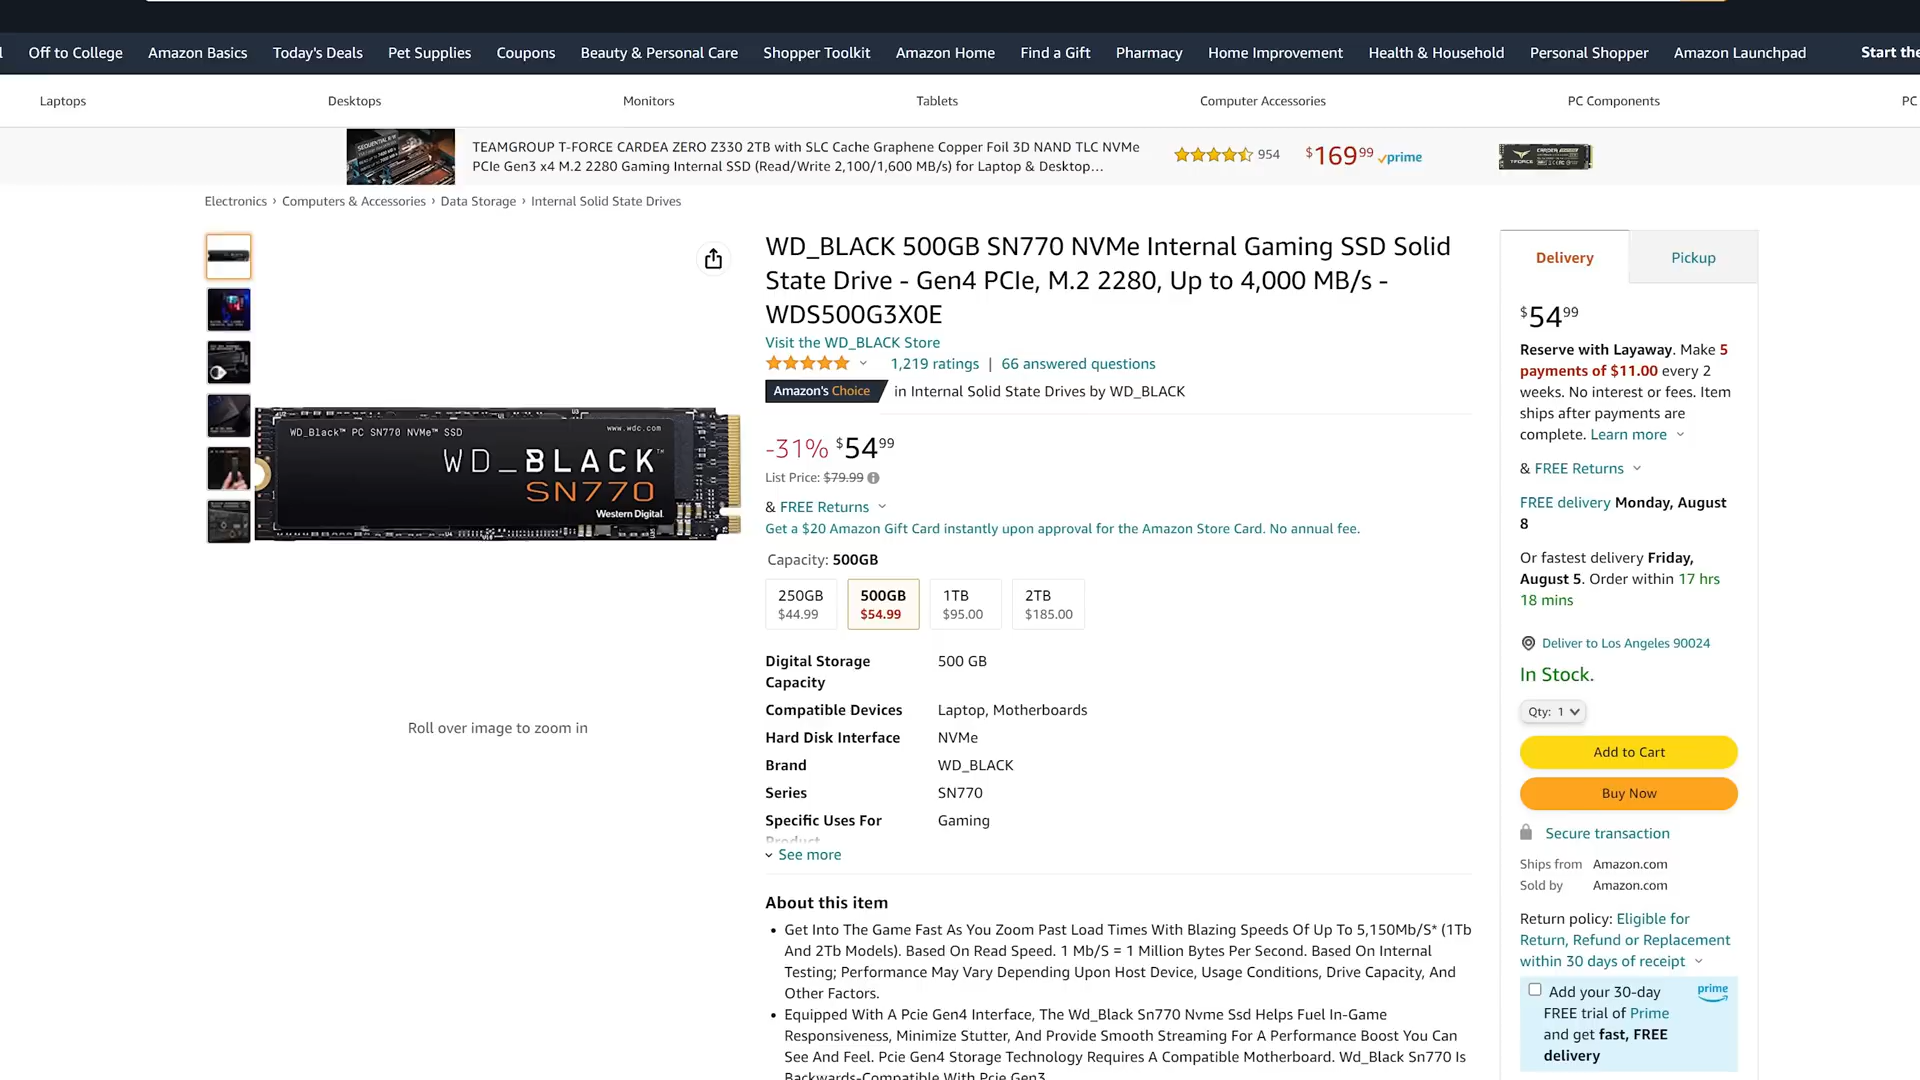 Off to College Amazon Basics Today's Deals Pet Supplies Coupons Beauty & Personal Care Shopper Toolkit Amazon Home Find a Gift Pharmacy Home Improvement Health & Household Personal Shopper Amazon Launchpad Start the
Laptops Desktops Monitors Tablets Computer Accessories PC Components PC
TEAMGROUP T-FORCE CARDEA ZERO Z330 2TB with SLC Cache Graphene Copper Foil 3D NAND TLC NVMe
PCIe Gen3 x4 M.2 2280 Gaming Internal SSD (Read/Write 2,100/1,600 MB/s) for Laptop & Desktop...
954 $169.99 prime
Electronics › Computers & Accessories › Data Storage › Internal Solid State Drives
WD_Black™ PC SN770 NVMe™ SSD
www.wdc.com
WD_BLACK™
SN770
Western Digital.
Roll over image to zoom in
WD_BLACK 500GB SN770 NVMe Internal Gaming SSD Solid
State Drive - Gen4 PCIe, M.2 2280, Up to 4,000 MB/s -
WDS500G3X0E
Visit the WD_BLACK Store
1,219 ratings | 66 answered questions
Amazon's Choice in Internal Solid State Drives by WD_BLACK
-31% $54.99
List Price: $79.99
& FREE Returns
Get a $20 Amazon Gift Card instantly upon approval for the Amazon Store Card. No annual fee.
Capacity: 500GB
250GB 500GB 1TB 2TB
$44.99 $54.99 $95.00 $185.00
Digital Storage 500 GB
Capacity
Compatible Devices Laptop, Motherboards
Hard Disk Interface NVMe
Brand WD_BLACK
Series SN770
Specific Uses For Gaming
Product
See more
About this item
• Get Into The Game Fast As You Zoom Past Load Times With Blazing Speeds Of Up To 5,150Mb/S* (1Tb
And 2Tb Models). Based On Read Speed. 1 Mb/S = 1 Million Bytes Per Second. Based On Internal
Testing; Performance May Vary Depending Upon Host Device, Usage Conditions, Drive Capacity, And
Other Factors.
• Equipped With A Pcie Gen4 Interface, The Wd_Black Sn770 Nvme Ssd Helps Fuel In-Game
Responsiveness, Minimize Stutter, And Provide Smooth Streaming For A Performance Boost You Can
See And Feel. Pcie Gen4 Storage Technology Requires A Compatible Motherboard. Wd_Black Sn770 Is
Backwards-Compatible With Pcie Gen3
Delivery Pickup
$54.99
Reserve with Layaway. Make 5
payments of $11.00 every 2
weeks. No interest or fees. Item
ships after payments are
complete. Learn more
& FREE Returns
FREE delivery Monday, August
8
Or fastest delivery Friday,
August 5. Order within 17 hrs
18 mins
Deliver to Los Angeles 90024
In Stock.
Qty: 1
Add to Cart
Buy Now
Secure transaction
Ships from Amazon.com
Sold by Amazon.com
Return policy: Eligible for
Return, Refund or Replacement
within 30 days of receipt
Add your 30-day prime
FREE trial of Prime
and get fast, FREE
delivery